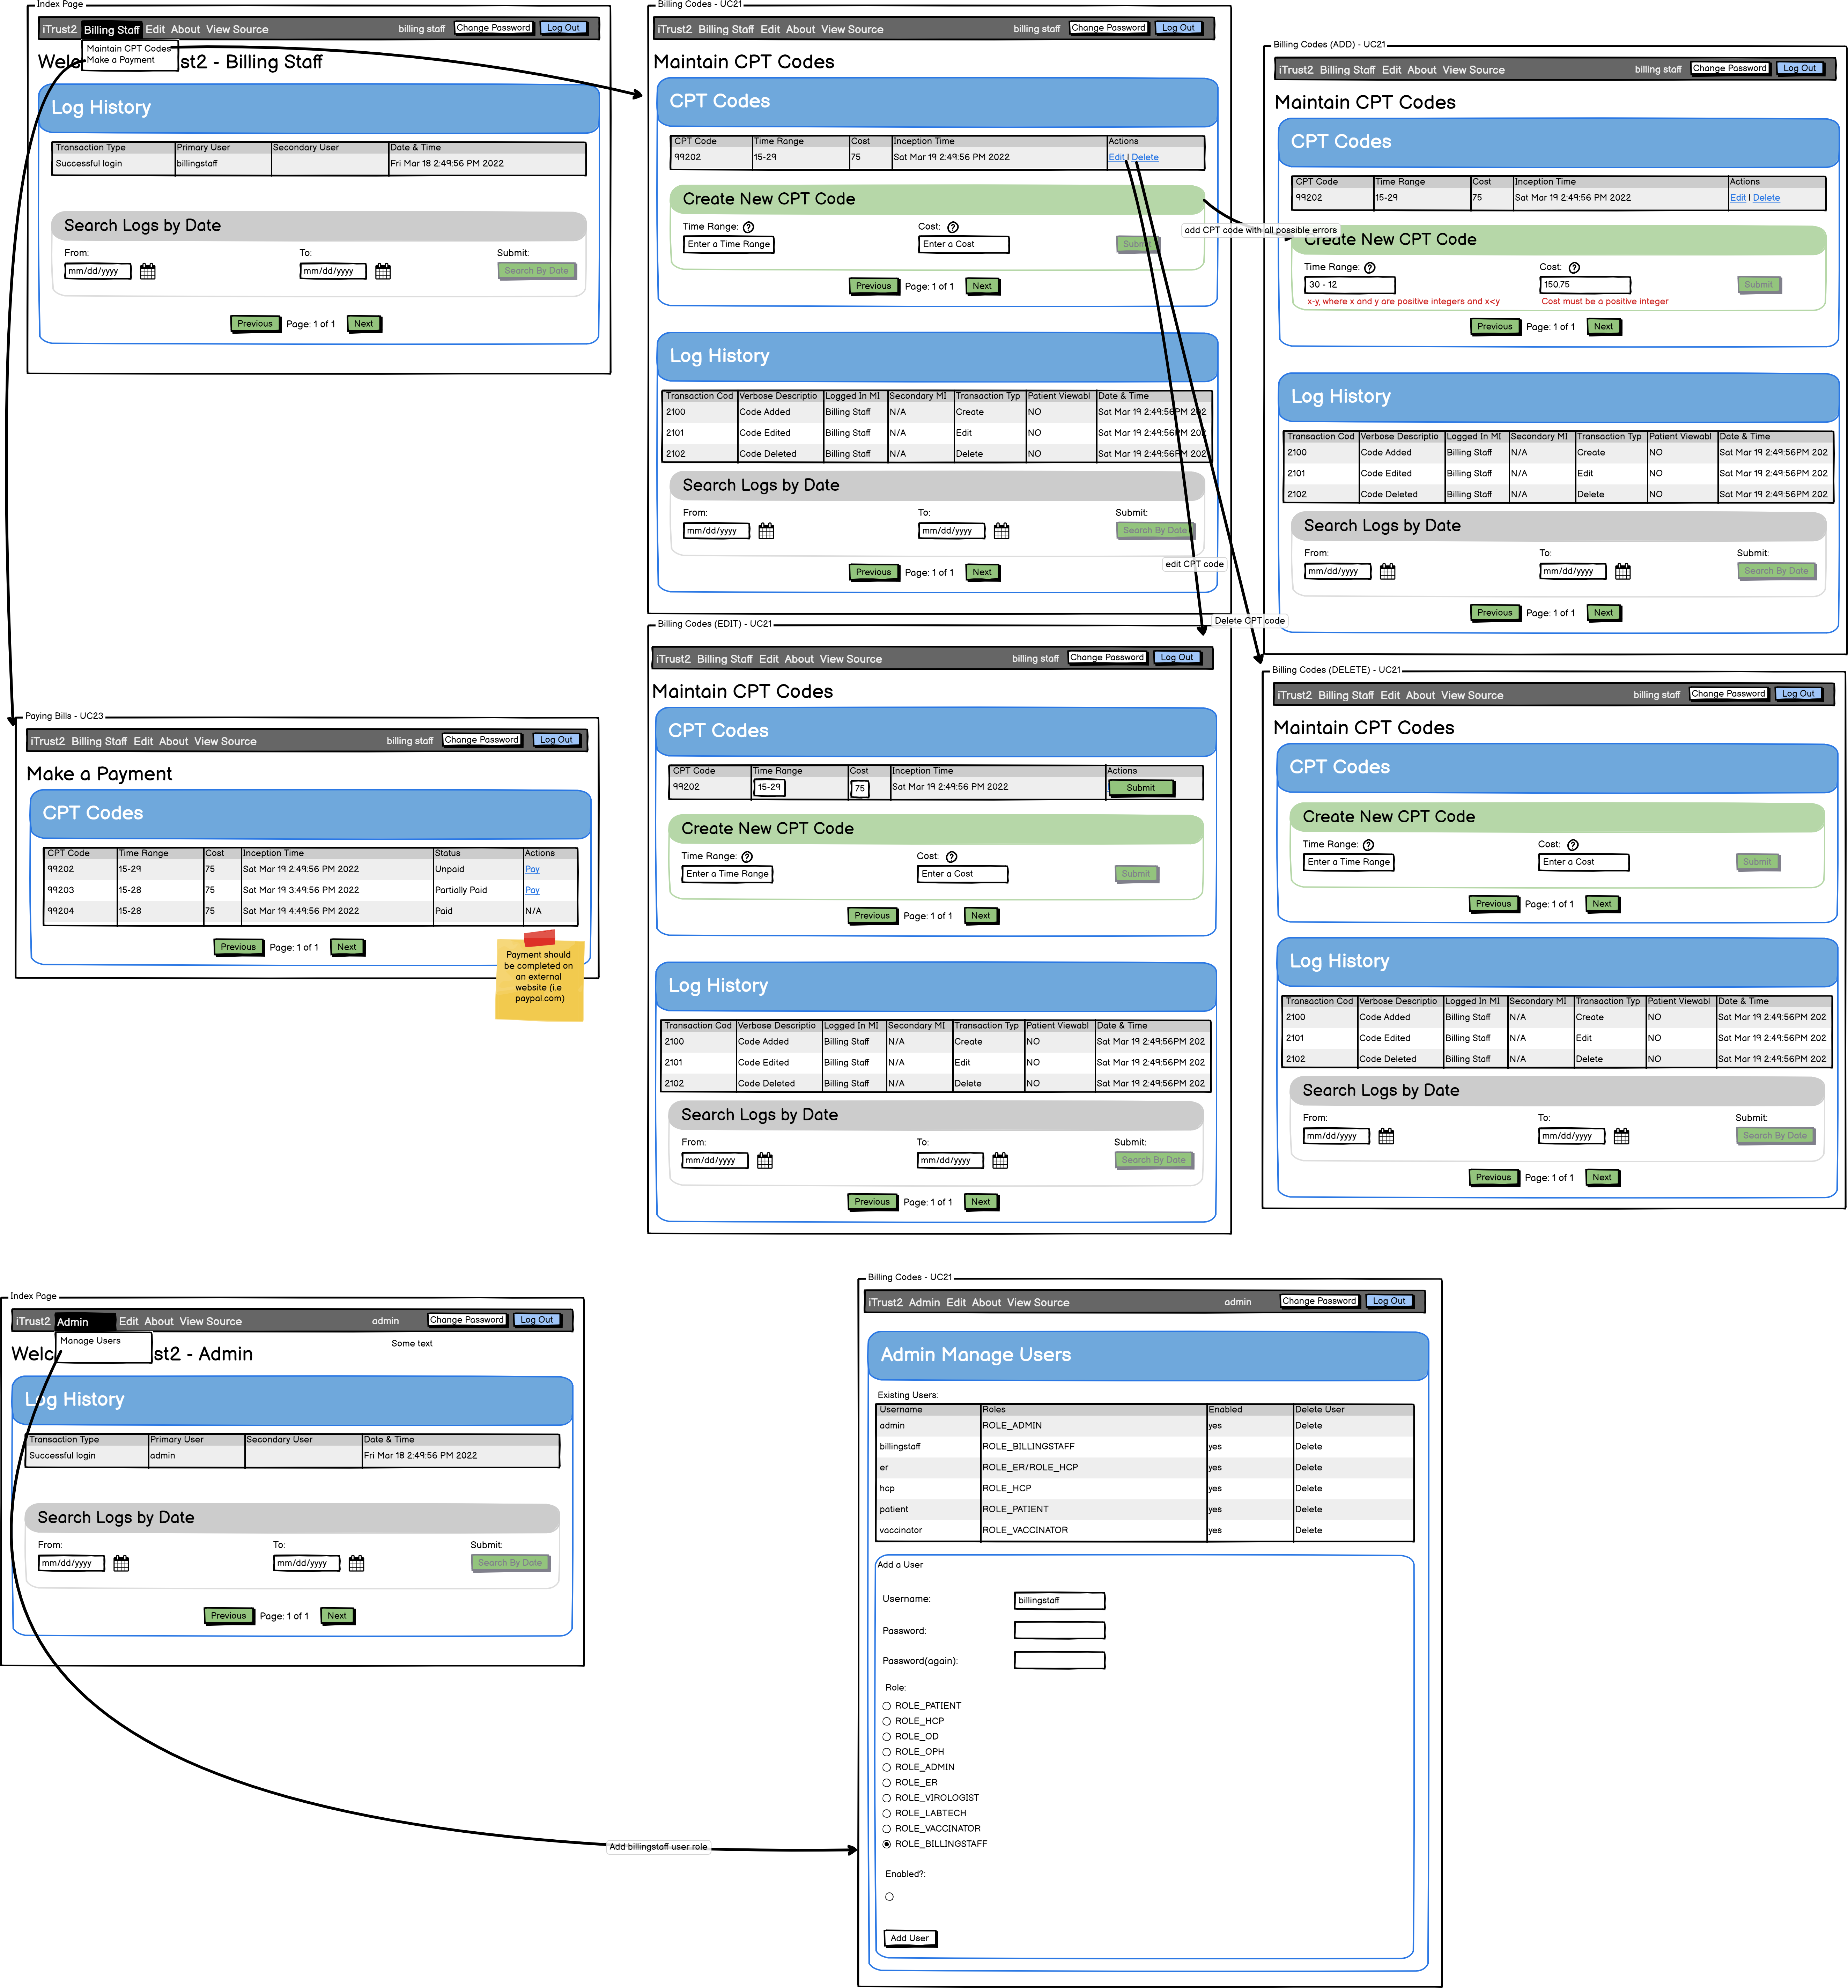 Index Page
iTrust2 Billing Staff Edit About View Source billing staff Change Password Log Out
Maintain CPT Codes
Make a Payment
Welc st2 - Billing Staff
Log History
Transaction Type Primary User Secondary User Date & Time
Successful login billingstaff Fri Mar 18 2:49:56 PM 2022
Search Logs by Date
From: To: Submit:
mm/dd/yyyy mm/dd/yyyy Search By Date
Previous Page: 1 of 1 Next
Billing Codes - UC21
iTrust2 Billing Staff Edit About View Source billing staff Change Password Log Out
Maintain CPT Codes
CPT Codes
CPT Code Time Range Cost Inception Time Actions
99202 15-29 75 Sat Mar 19 2:49:56 PM 2022 Edit | Delete
Create New CPT Code
Time Range: ? Cost: ?
Enter a Time Range Enter a Cost Submit
Previous Page: 1 of 1 Next
Log History
Transaction Cod Verbose Descriptio Logged In MI Secondary MI Transaction Typ Patient Viewabl Date & Time
2100 Code Added Billing Staff N/A Create NO Sat Mar 19 2:49:56PM 202
2101 Code Edited Billing Staff N/A Edit NO Sat Mar 19 2:49:56PM 202
2102 Code Deleted Billing Staff N/A Delete NO Sat Mar 19 2:49:56PM 202
Search Logs by Date
From: To: Submit:
mm/dd/yyyy mm/dd/yyyy Search By Date
Previous Page: 1 of 1 Next
add CPT code with all possible errors
edit CPT code
Delete CPT code
Billing Codes (ADD) - UC21
iTrust2 Billing Staff Edit About View Source billing staff Change Password Log Out
Maintain CPT Codes
CPT Codes
CPT Code Time Range Cost Inception Time Actions
99202 15-29 75 Sat Mar 19 2:49:56 PM 2022 Edit | Delete
Create New CPT Code
Time Range: ? Cost: ?
30 - 12 150.75 Submit
x-y, where x and y are positive integers and x<y Cost must be a positive integer
Previous Page: 1 of 1 Next
Log History
Transaction Cod Verbose Descriptio Logged In MI Secondary MI Transaction Typ Patient Viewabl Date & Time
2100 Code Added Billing Staff N/A Create NO Sat Mar 19 2:49:56PM 202
2101 Code Edited Billing Staff N/A Edit NO Sat Mar 19 2:49:56PM 202
2102 Code Deleted Billing Staff N/A Delete NO Sat Mar 19 2:49:56PM 202
Search Logs by Date
From: To: Submit:
mm/dd/yyyy mm/dd/yyyy Search By Date
Previous Page: 1 of 1 Next
Paying Bills - UC23
iTrust2 Billing Staff Edit About View Source billing staff Change Password Log Out
Make a Payment
CPT Codes
CPT Code Time Range Cost Inception Time Status Actions
99202 15-29 75 Sat Mar 19 2:49:56 PM 2022 Unpaid Pay
99203 15-28 75 Sat Mar 19 3:49:56 PM 2022 Partially Paid Pay
99204 15-28 75 Sat Mar 19 4:49:56 PM 2022 Paid N/A
Previous Page: 1 of 1 Next
Payment should
be completed on
an external
website (i.e
paypal.com)
Billing Codes (EDIT) - UC21
iTrust2 Billing Staff Edit About View Source billing staff Change Password Log Out
Maintain CPT Codes
CPT Codes
CPT Code Time Range Cost Inception Time Actions
99202 15-29 75 Sat Mar 19 2:49:56 PM 2022 Submit
Create New CPT Code
Time Range: ? Cost: ?
Enter a Time Range Enter a Cost Submit
Previous Page: 1 of 1 Next
Log History
Transaction Cod Verbose Descriptio Logged In MI Secondary MI Transaction Typ Patient Viewabl Date & Time
2100 Code Added Billing Staff N/A Create NO Sat Mar 19 2:49:56PM 202
2101 Code Edited Billing Staff N/A Edit NO Sat Mar 19 2:49:56PM 202
2102 Code Deleted Billing Staff N/A Delete NO Sat Mar 19 2:49:56PM 202
Search Logs by Date
From: To: Submit:
mm/dd/yyyy mm/dd/yyyy Search By Date
Previous Page: 1 of 1 Next
Billing Codes (DELETE) - UC21
iTrust2 Billing Staff Edit About View Source billing staff Change Password Log Out
Maintain CPT Codes
CPT Codes
Create New CPT Code
Time Range: ? Cost: ?
Enter a Time Range Enter a Cost Submit
Previous Page: 1 of 1 Next
Log History
Transaction Cod Verbose Descriptio Logged In MI Secondary MI Transaction Typ Patient Viewabl Date & Time
2100 Code Added Billing Staff N/A Create NO Sat Mar 19 2:49:56PM 202
2101 Code Edited Billing Staff N/A Edit NO Sat Mar 19 2:49:56PM 202
2102 Code Deleted Billing Staff N/A Delete NO Sat Mar 19 2:49:56PM 202
Search Logs by Date
From: To: Submit:
mm/dd/yyyy mm/dd/yyyy Search By Date
Previous Page: 1 of 1 Next
Index Page
iTrust2 Admin Edit About View Source admin Change Password Log Out
Manage Users
Some text
Welc st2 - Admin
Log History
Transaction Type Primary User Secondary User Date & Time
Successful login admin Fri Mar 18 2:49:56 PM 2022
Search Logs by Date
From: To: Submit:
mm/dd/yyyy mm/dd/yyyy Search By Date
Previous Page: 1 of 1 Next
Add billingstaff user role
Billing Codes - UC21
iTrust2 Admin Edit About View Source admin Change Password Log Out
Admin Manage Users
Existing Users:
Username Roles Enabled Delete User
admin ROLE_ADMIN yes Delete
billingstaff ROLE_BILLINGSTAFF yes Delete
er ROLE_ER/ROLE_HCP yes Delete
hcp ROLE_HCP yes Delete
patient ROLE_PATIENT yes Delete
vaccinator ROLE_VACCINATOR yes Delete
Add a User
Username: billingstaff
Password:
Password(again):
Role:
ROLE_PATIENT
ROLE_HCP
ROLE_OD
ROLE_OPH
ROLE_ADMIN
ROLE_ER
ROLE_VIROLOGIST
ROLE_LABTECH
ROLE_VACCINATOR
ROLE_BILLINGSTAFF
Enabled?:
Add User